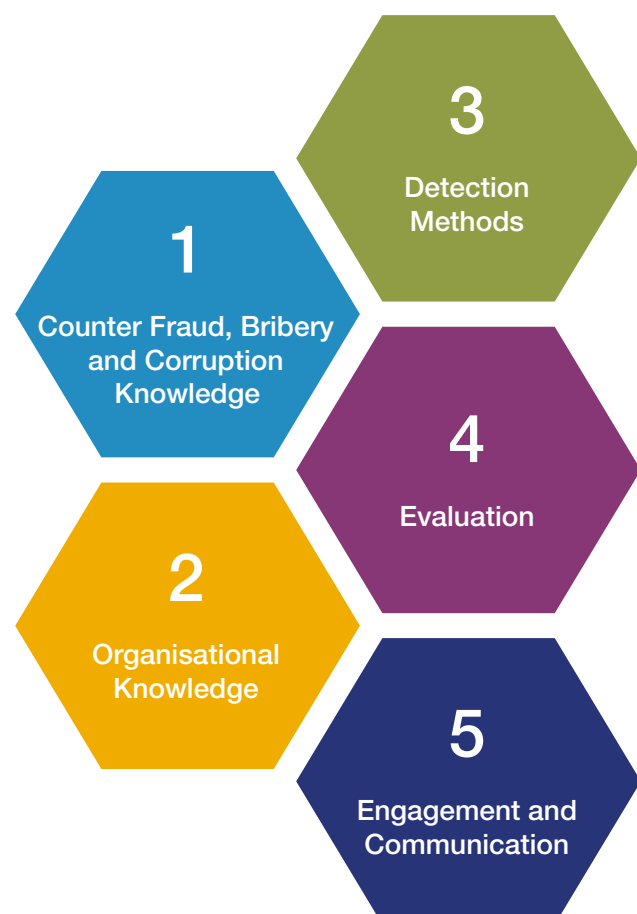 1
Counter Fraud, Bribery
and Corruption
Knowledge
2
Organisational
Knowledge
3
Detection
Methods
4
Evaluation
5
Engagement and
Communication